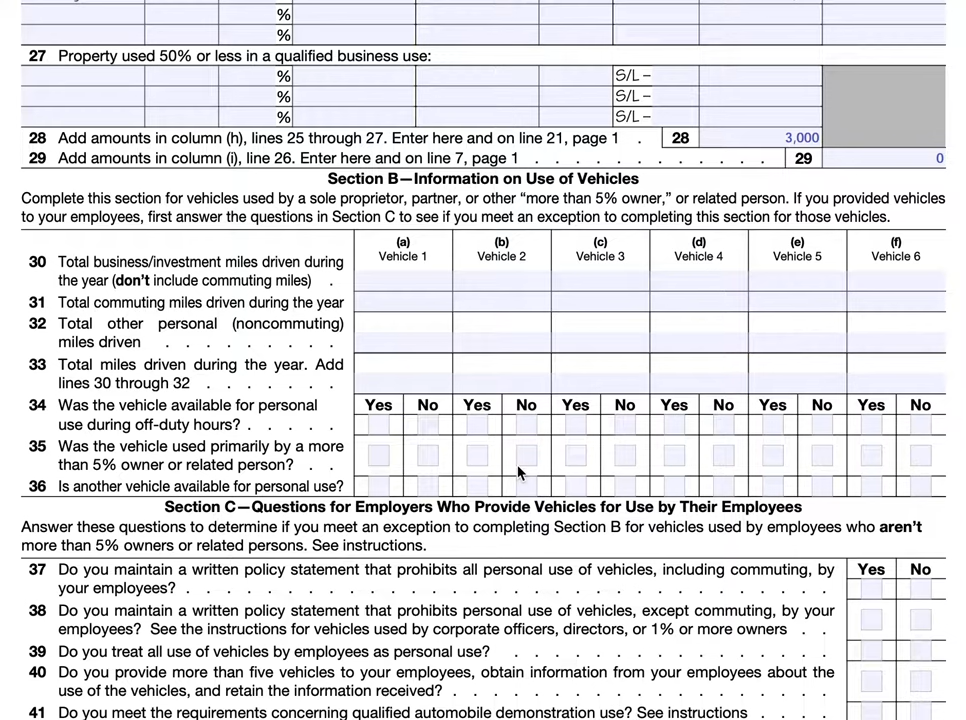 %
%
27 Property used 50% or less in a qualified business use:
% S/L –
% S/L –
% S/L –
28 Add amounts in column (h), lines 25 through 27. Enter here and on line 21, page 1 . 28 3,000
29 Add amounts in column (i), line 26. Enter here and on line 7, page 1 . . . . . . . . . . . . . 29 0
Section B—Information on Use of Vehicles
Complete this section for vehicles used by a sole proprietor, partner, or other “more than 5% owner,” or related person. If you provided vehicles
to your employees, first answer the questions in Section C to see if you meet an exception to completing this section for those vehicles.
(a) (b) (c) (d) (e) (f)
Vehicle 1 Vehicle 2 Vehicle 3 Vehicle 4 Vehicle 5 Vehicle 6
30 Total business/investment miles driven during
the year (don’t include commuting miles) .
31 Total commuting miles driven during the year
32 Total other personal (noncommuting)
miles driven . . . . . . . . .
33 Total miles driven during the year. Add
lines 30 through 32 . . . . . . .
34 Was the vehicle available for personal Yes No Yes No Yes No Yes No Yes No Yes No
use during off-duty hours? . . . . .
35 Was the vehicle used primarily by a more
than 5% owner or related person? . .
36 Is another vehicle available for personal use?
Section C—Questions for Employers Who Provide Vehicles for Use by Their Employees
Answer these questions to determine if you meet an exception to completing Section B for vehicles used by employees who aren’t
more than 5% owners or related persons. See instructions.
37 Do you maintain a written policy statement that prohibits all personal use of vehicles, including commuting, by Yes No
your employees? . . . . . . . . . . . . . . . . . . . . . . . . . . . . . . . . .
38 Do you maintain a written policy statement that prohibits personal use of vehicles, except commuting, by your
employees? See the instructions for vehicles used by corporate officers, directors, or 1% or more owners . .
39 Do you treat all use of vehicles by employees as personal use? . . . . . . . . . . . . . . .
40 Do you provide more than five vehicles to your employees, obtain information from your employees about the
use of the vehicles, and retain the information received? . . . . . . . . . . . . . . . . . .
41 Do you meet the requirements concerning qualified automobile demonstration use? See instructions . . . .